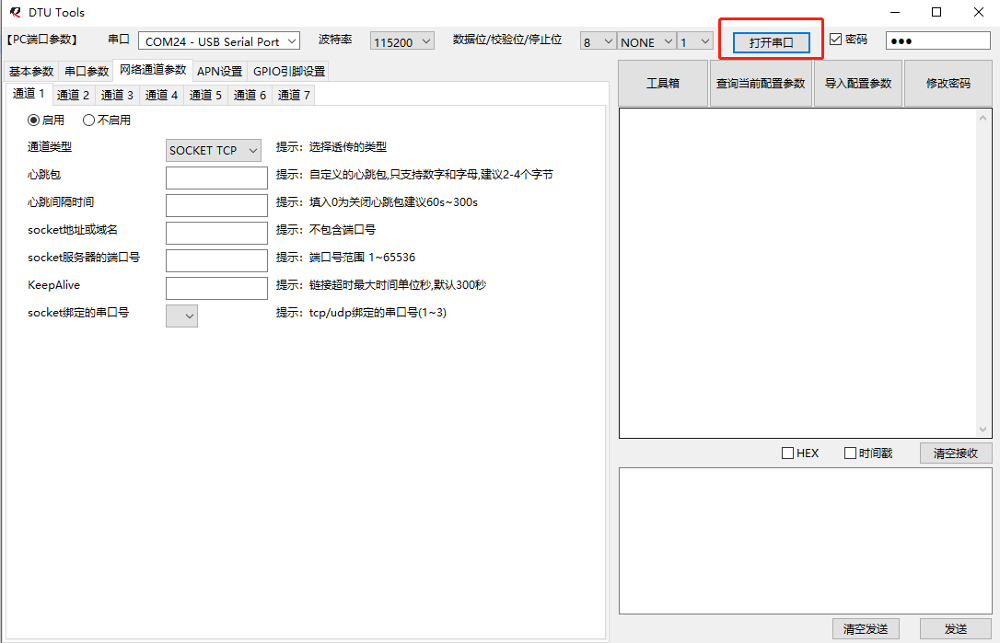 DTU Tools
【PC端口参数】 串口 COM24 - USB Serial Port 波特率 115200 数据位/校验位/停止位 8 NONE 1 打开串口 密码 ●●●
基本参数 串口参数 网络通道参数 APN设置 GPIO引脚设置
通道 1 通道 2 通道 3 通道 4 通道 5 通道 6 通道 7
启用 不启用
通道类型 SOCKET TCP 提示: 选择透传的类型
心跳包 提示: 自定义的心跳包,只支持数字和字母,建议2-4个字节
心跳间隔时间 提示: 填入0为关闭心跳包建议60s~300s
socket地址或域名 提示: 不包含端口号
socket服务器的端口号 提示: 端口号范围 1~65536
KeepAlive 提示: 链接超时最大时间单位秒,默认300秒
socket绑定的串口号 提示: tcp/udp绑定的串口号(1~3)
工具箱 查询当前配置参数 导入配置参数 修改密码
HEX 时间戳 清空接收
清空发送 发送